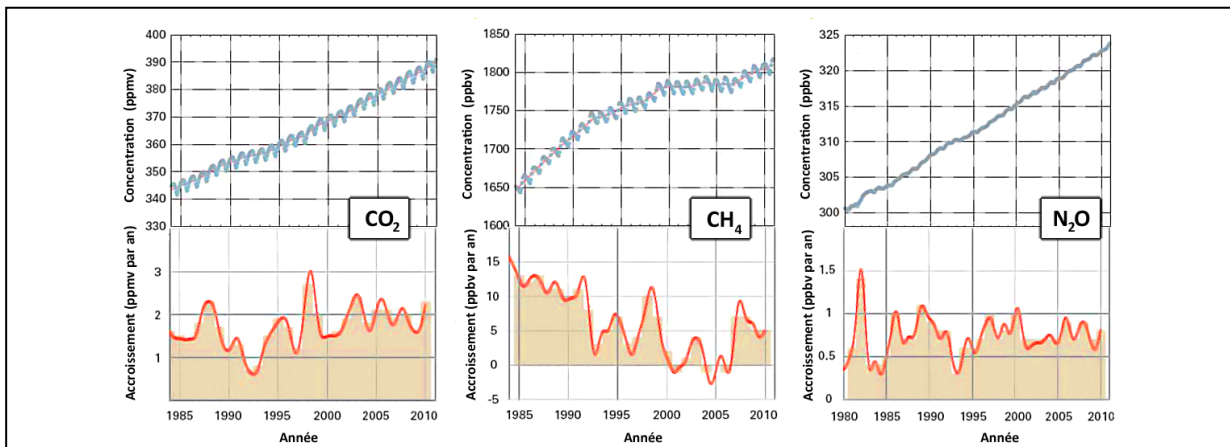 Concentration (ppmv)
400
390
380
370
360
350
340
330
CO₂
Accroissement (ppmv par an)
3
2
1
1985 1990 1995 2000 2005 2010
Année
Concentration (ppbv)
1850
1800
1750
1700
1650
1600
CH₄
Accroissement (ppbv par an)
15
10
5
0
-5
1985 1990 1995 2000 2005 2010
Année
Concentration (ppbv)
325
320
315
310
305
300
N₂O
Accroissement (ppbv par an)
1.5
1
0.5
0
1980 1985 1990 1995 2000 2005 2010
Année